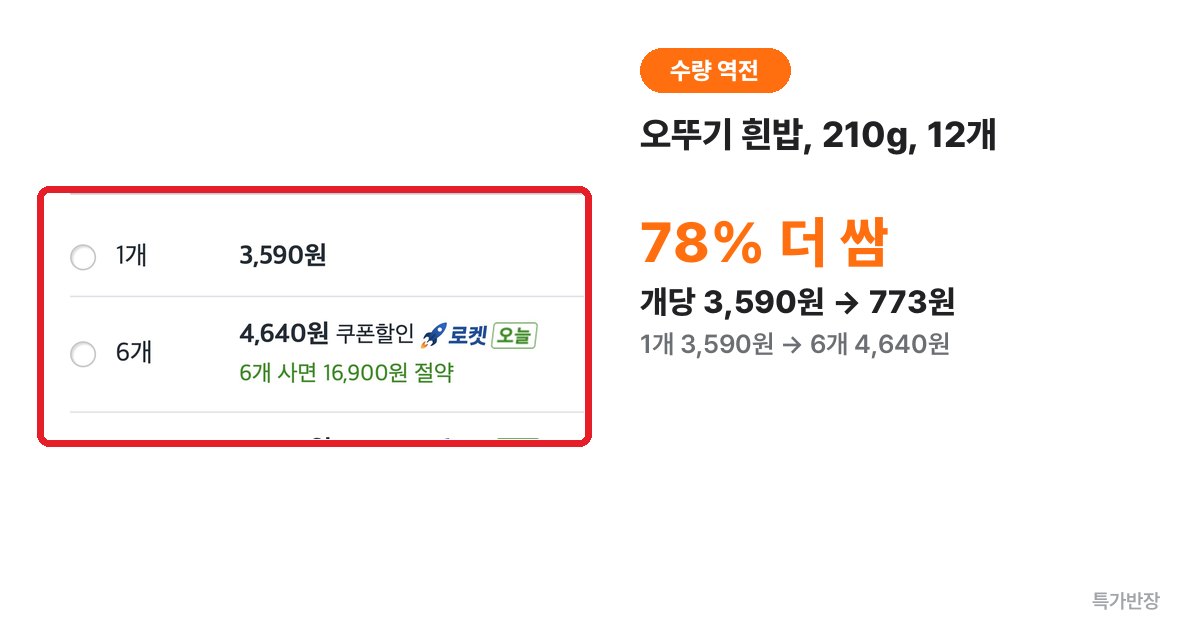 수량 역전
오뚜기 흰밥, 210g, 12개
78% 더 쌈
개당 3,590원 → 773원
1개 3,590원 → 6개 4,640원
1개 3,590원
6개 4,640원 쿠폰할인 로켓 오늘
6개 사면 16,900원 절약
특가반장